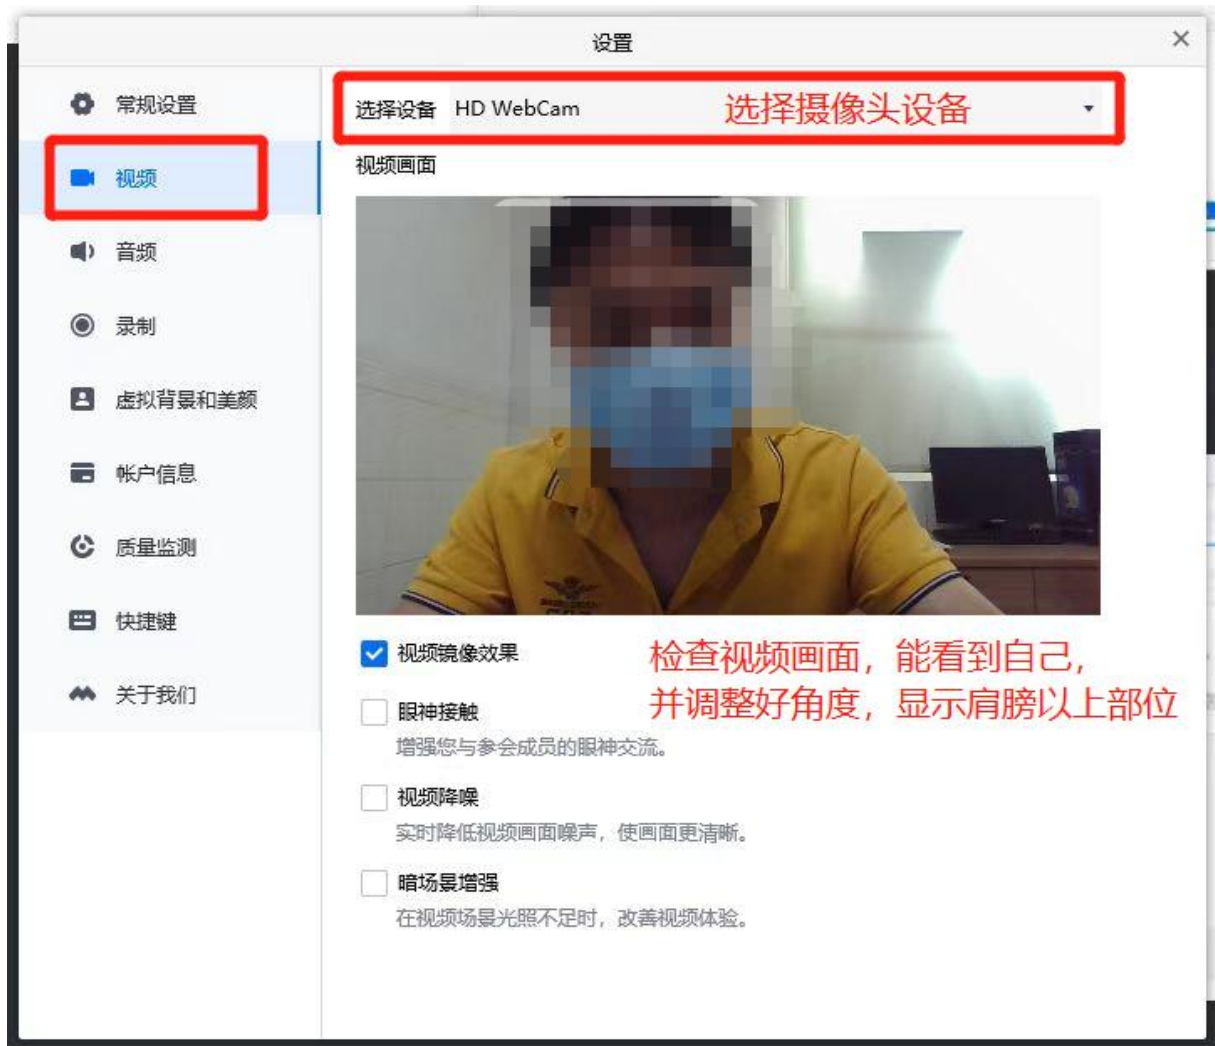 设置
常规设置
视频
音频
录制
虚拟背景和美颜
帐户信息
质量监测
快捷键
关于我们
选择设备 HD WebCam 选择摄像头设备
视频画面
视频镜像效果
检查视频画面，能看到自己，
并调整好角度，显示肩膀以上部位
眼神接触
增强您与参会成员的眼神交流。
视频降噪
实时降低视频画面噪声，使画面更清晰。
暗场景增强
在视频场景光照不足时，改善视频体验。